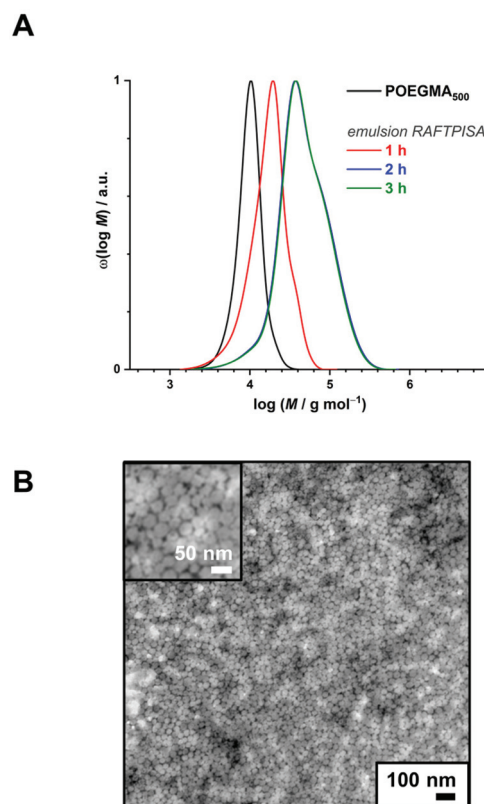 A
1
0
ω(log M) / a.u.
POEGMA₅₀₀
emulsion RAFTPISA
1 h
2 h
3 h
3 4 5 6
log (M / g mol⁻¹)
B
50 nm
100 nm